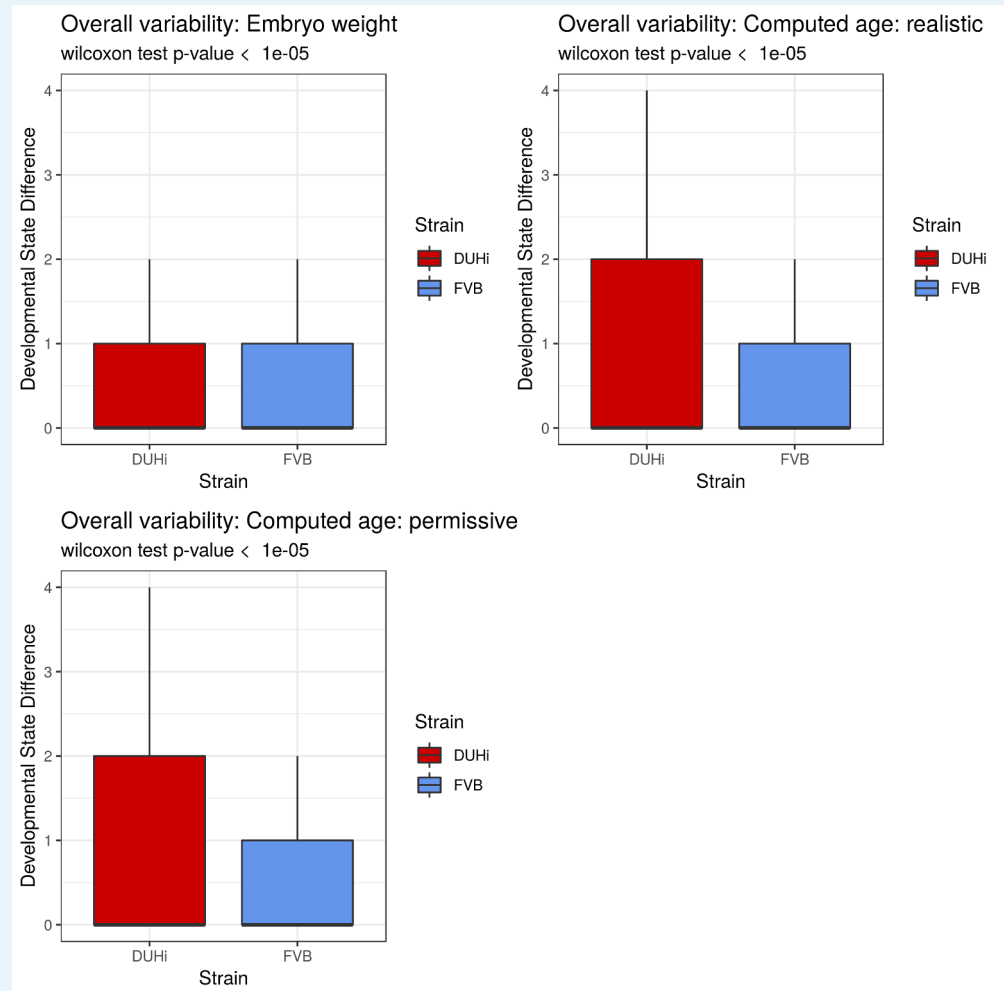 Overall variability: Embryo weight
wilcoxon test p-value <  1e-05
4
3
2
1
0
Developmental State Difference
DUHi
FVB
Strain
Strain
DUHi
FVB
Overall variability: Computed age: realistic
wilcoxon test p-value <  1e-05
4
3
2
1
0
Developmental State Difference
DUHi
FVB
Strain
Strain
DUHi
FVB
Overall variability: Computed age: permissive
wilcoxon test p-value <  1e-05
4
3
2
1
0
Developmental State Difference
DUHi
FVB
Strain
Strain
DUHi
FVB